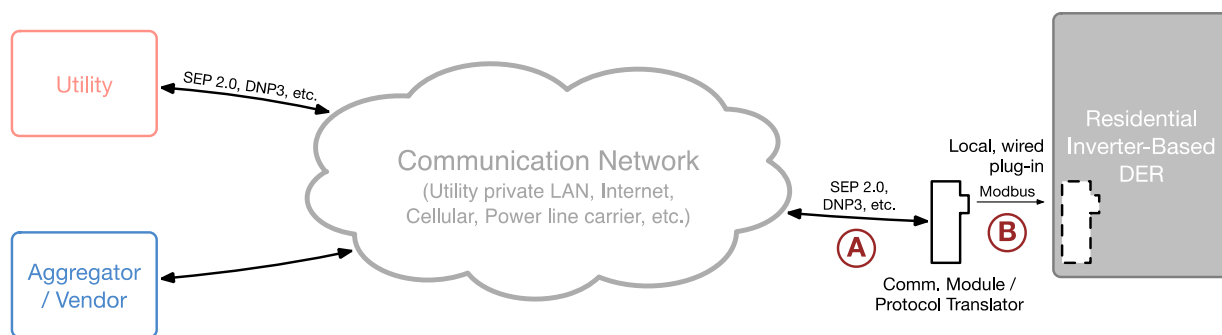 Utility
SEP 2.0, DNP3, etc.
Communication Network
(Utility private LAN, Internet,
Cellular, Power line carrier, etc.)
Aggregator
/ Vendor
SEP 2.0,
DNP3, etc.
A
Comm. Module /
Protocol Translator
Local, wired
plug-in
Modbus
B
Residential
Inverter-Based
DER